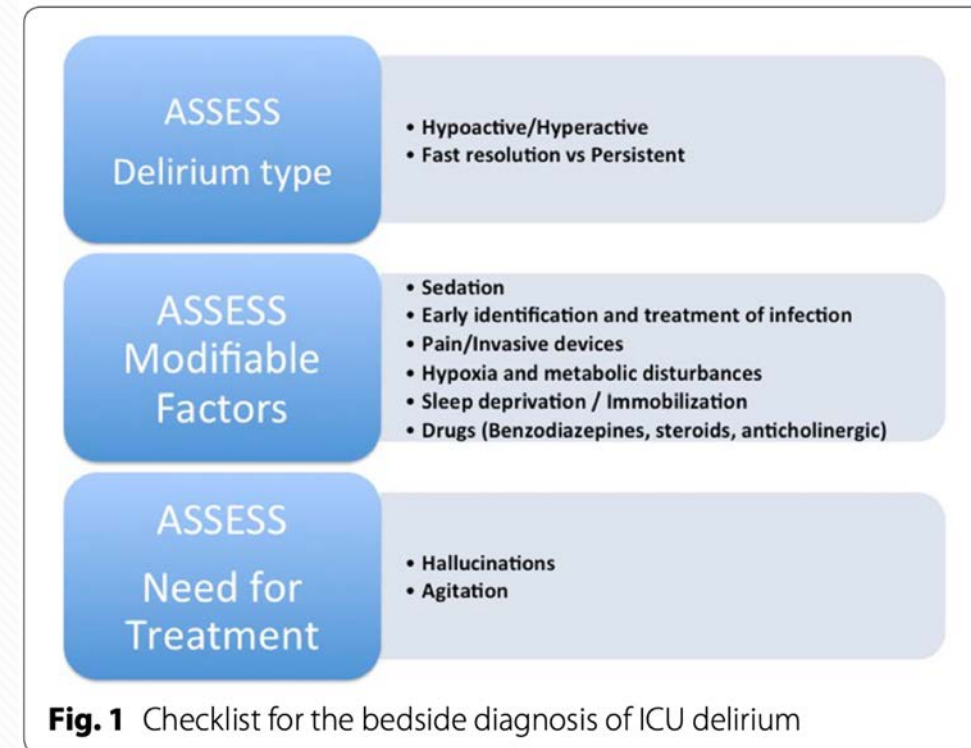 ASSESS
Delirium type
• Hypoactive/Hyperactive
• Fast resolution vs Persistent
ASSESS
Modifiable
Factors
• Sedation
• Early identification and treatment of infection
• Pain/Invasive devices
• Hypoxia and metabolic disturbances
• Sleep deprivation / Immobilization
• Drugs (Benzodiazepines, steroids, anticholinergic)
ASSESS
Need for
Treatment
• Hallucinations
• Agitation
Fig. 1 Checklist for the bedside diagnosis of ICU delirium